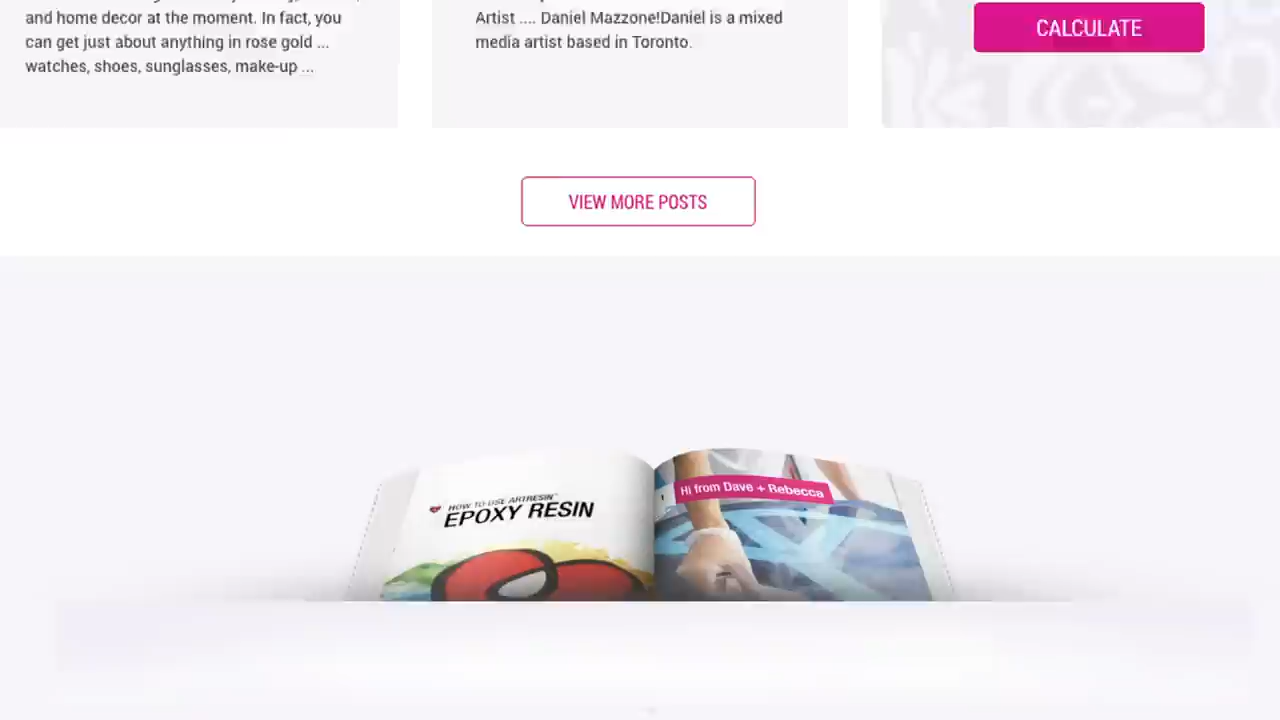 and home decor at the moment. In fact, you
can get just about anything in rose gold ...
watches, shoes, sunglasses, make-up ...
Artist .... Daniel Mazzone!Daniel is a mixed
media artist based in Toronto.
CALCULATE
VIEW MORE POSTS
HOW TO USE ARTRESIN™
EPOXY RESIN
Hi from Dave + Rebecca